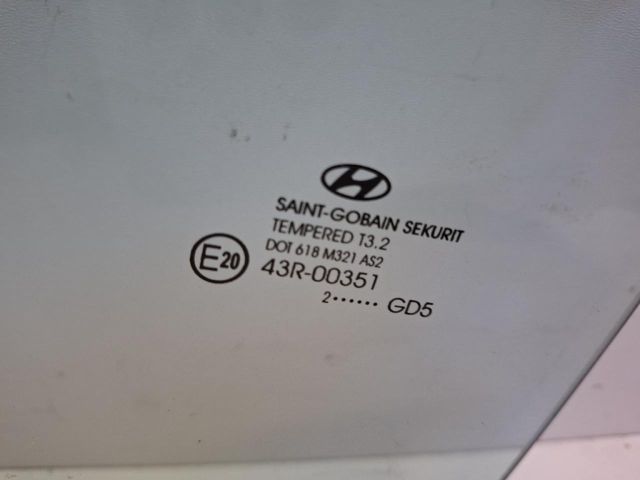 SAINT-GOBAIN SEKURIT
TEMPERED T3.2
DOT 618 M321 AS2
E20 43R-00351
2...... GD5